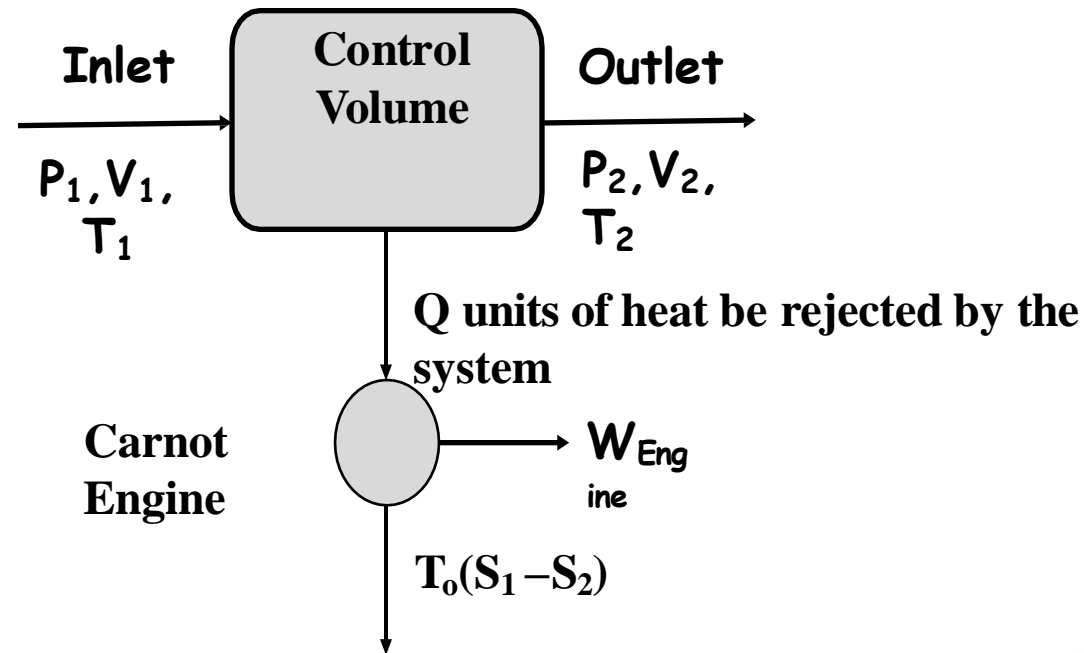 Control
Volume
Inlet
Outlet
P₁,V₁,
T₁
P₂,V₂,
T₂
Q units of heat be rejected by the
system
Carnot
Engine
W_Eng
ine
Tₒ(S₁–S₂)